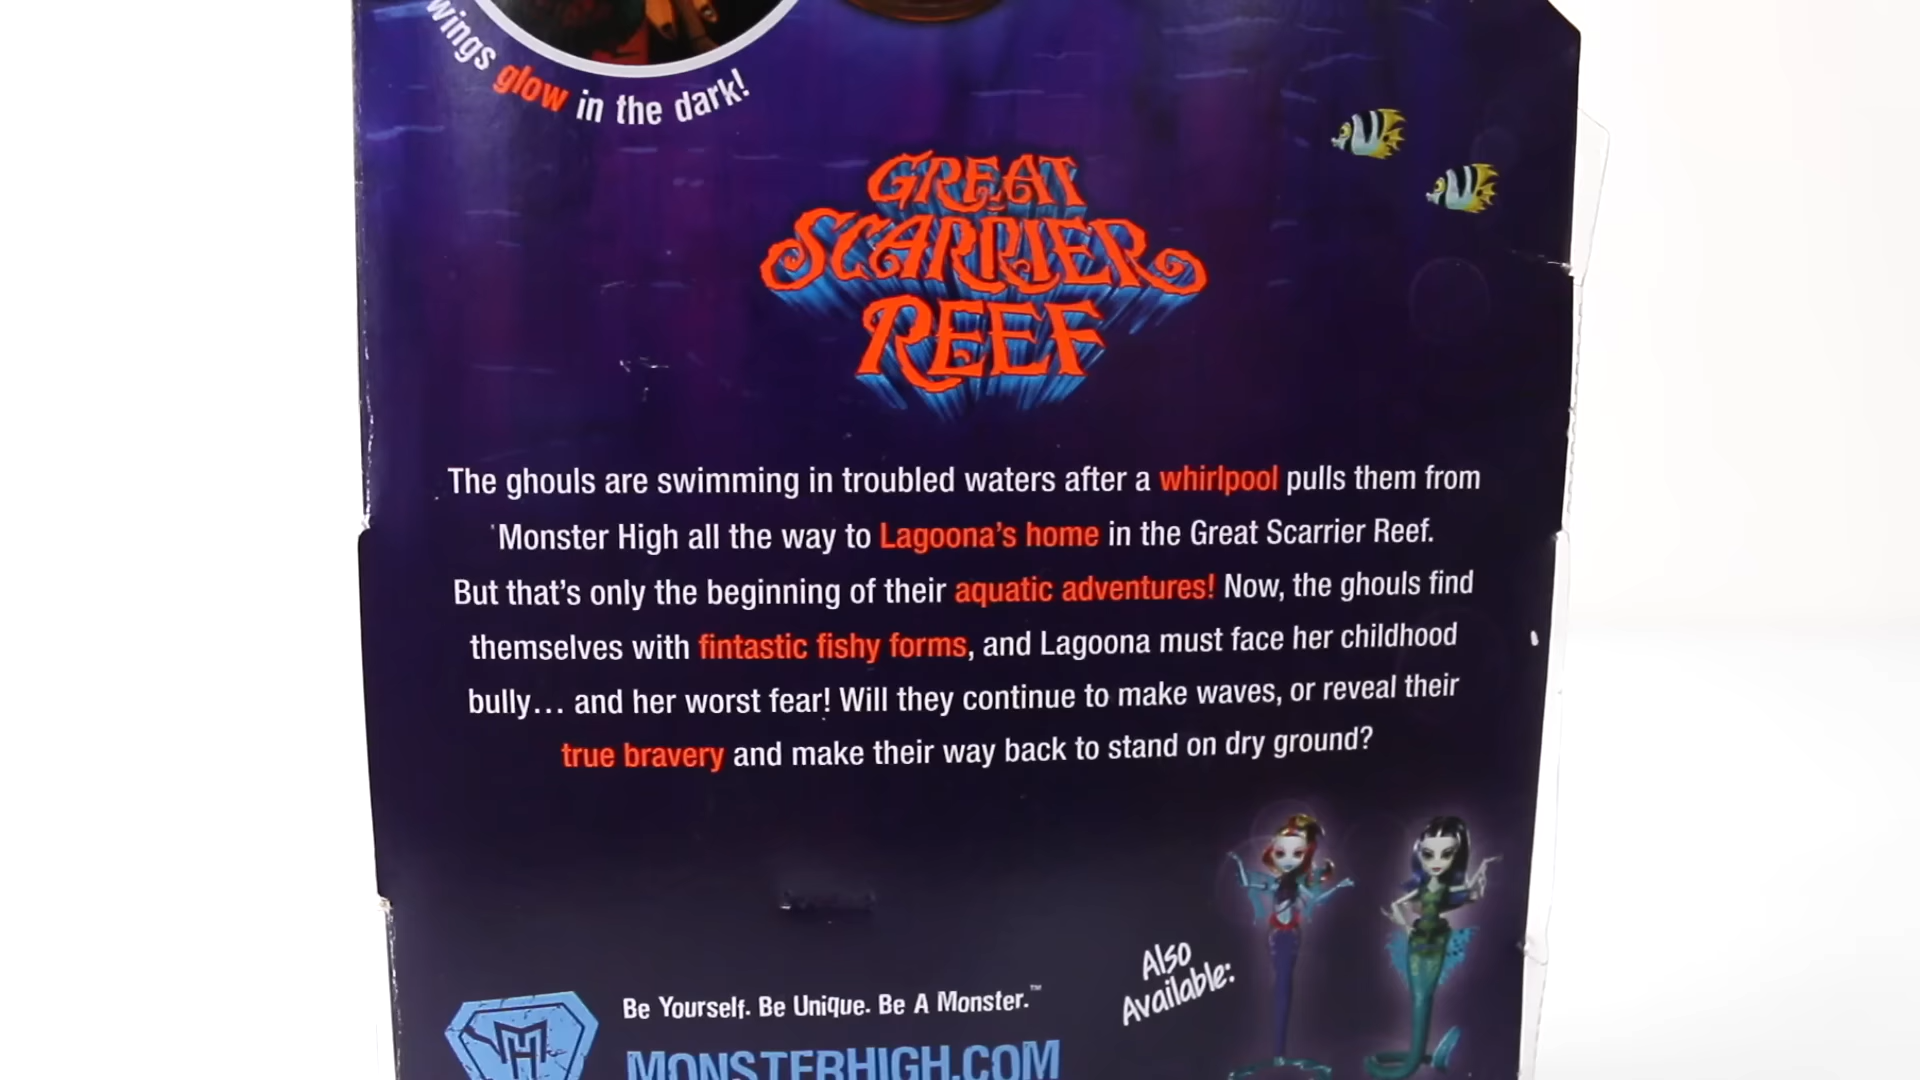 wings glow in the dark!
GREAT
SCARRIER
REEF
The ghouls are swimming in troubled waters after a whirlpool pulls them from
Monster High all the way to Lagoona's home in the Great Scarrier Reef.
But that's only the beginning of their aquatic adventures! Now, the ghouls find
themselves with fintastic fishy forms, and Lagoona must face her childhood
bully... and her worst fear! Will they continue to make waves, or reveal their
true bravery and make their way back to stand on dry ground?
Also
Available:
Be Yourself. Be Unique. Be A Monster.™
MH
MONSTERHIGH.COM